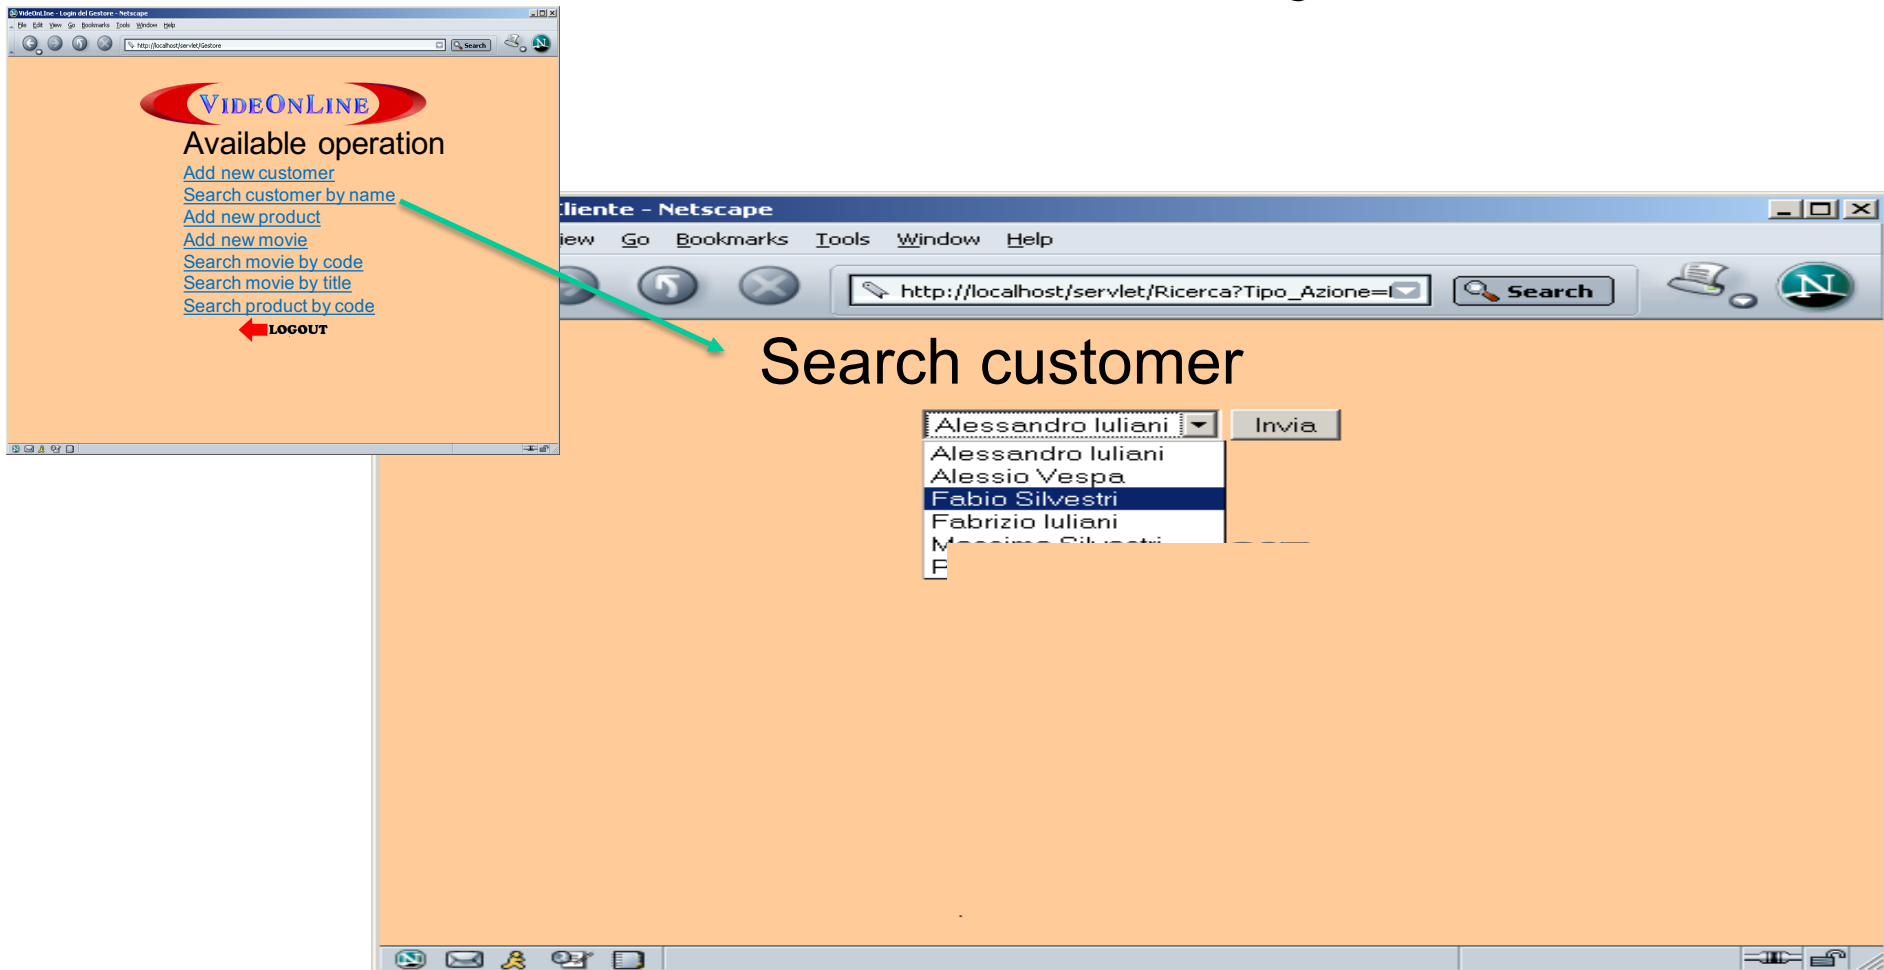 VideOnLine - Login del Gestore - Netscape
File Edit View Go Bookmarks Tools Window Help
http://localhost/servlet/Gestore
Search
N
VIDEONLINE
Available operation
Add new customer
Search customer by name
Add new product
Add new movie
Search movie by code
Search movie by title
Search product by code
LOGOUT
Cliente - Netscape
iew Go Bookmarks Tools Window Help
http://localhost/servlet/Ricerca?Tipo_Azione=
Search
N
Search customer
Alessandro Iuliani
Invia
Alessandro Iuliani
Alessio Vespa
Fabio Silvestri
Fabrizio Iuliani
Massimo Silvestri